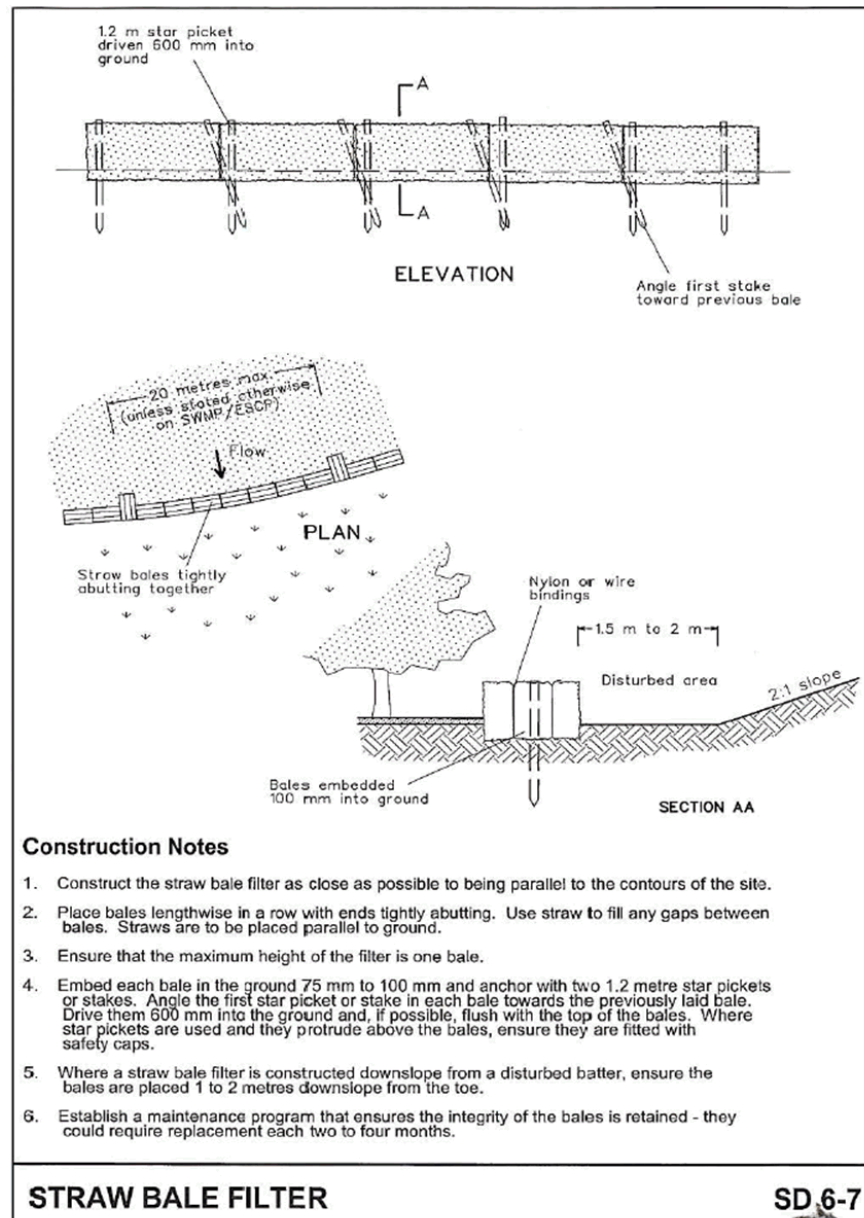 1.2 m star picket
driven 600 mm into
ground
A
A
ELEVATION
Angle first stake
toward previous bale
20 metres max.
(unless stated otherwise
on SWMP/ESCP)
Flow
PLAN
Straw bales tightly
abutting together
Nylon or wire
bindings
1.5 m to 2 m
Disturbed area
2:1 slope
Bales embedded
100 mm into ground
SECTION AA
Construction Notes
1. Construct the straw bale filter as close as possible to being parallel to the contours of the site.
2. Place bales lengthwise in a row with ends tightly abutting. Use straw to fill any gaps between
bales. Straws are to be placed parallel to ground.
3. Ensure that the maximum height of the filter is one bale.
4. Embed each bale in the ground 75 mm to 100 mm and anchor with two 1.2 metre star pickets
or stakes. Angle the first star picket or stake in each bale towards the previously laid bale.
Drive them 600 mm into the ground and, if possible, flush with the top of the bales. Where
star pickets are used and they protrude above the bales, ensure they are fitted with
safety caps.
5. Where a straw bale filter is constructed downslope from a disturbed batter, ensure the
bales are placed 1 to 2 metres downslope from the toe.
6. Establish a maintenance program that ensures the integrity of the bales is retained - they
could require replacement each two to four months.
STRAW BALE FILTER
SD 6-7